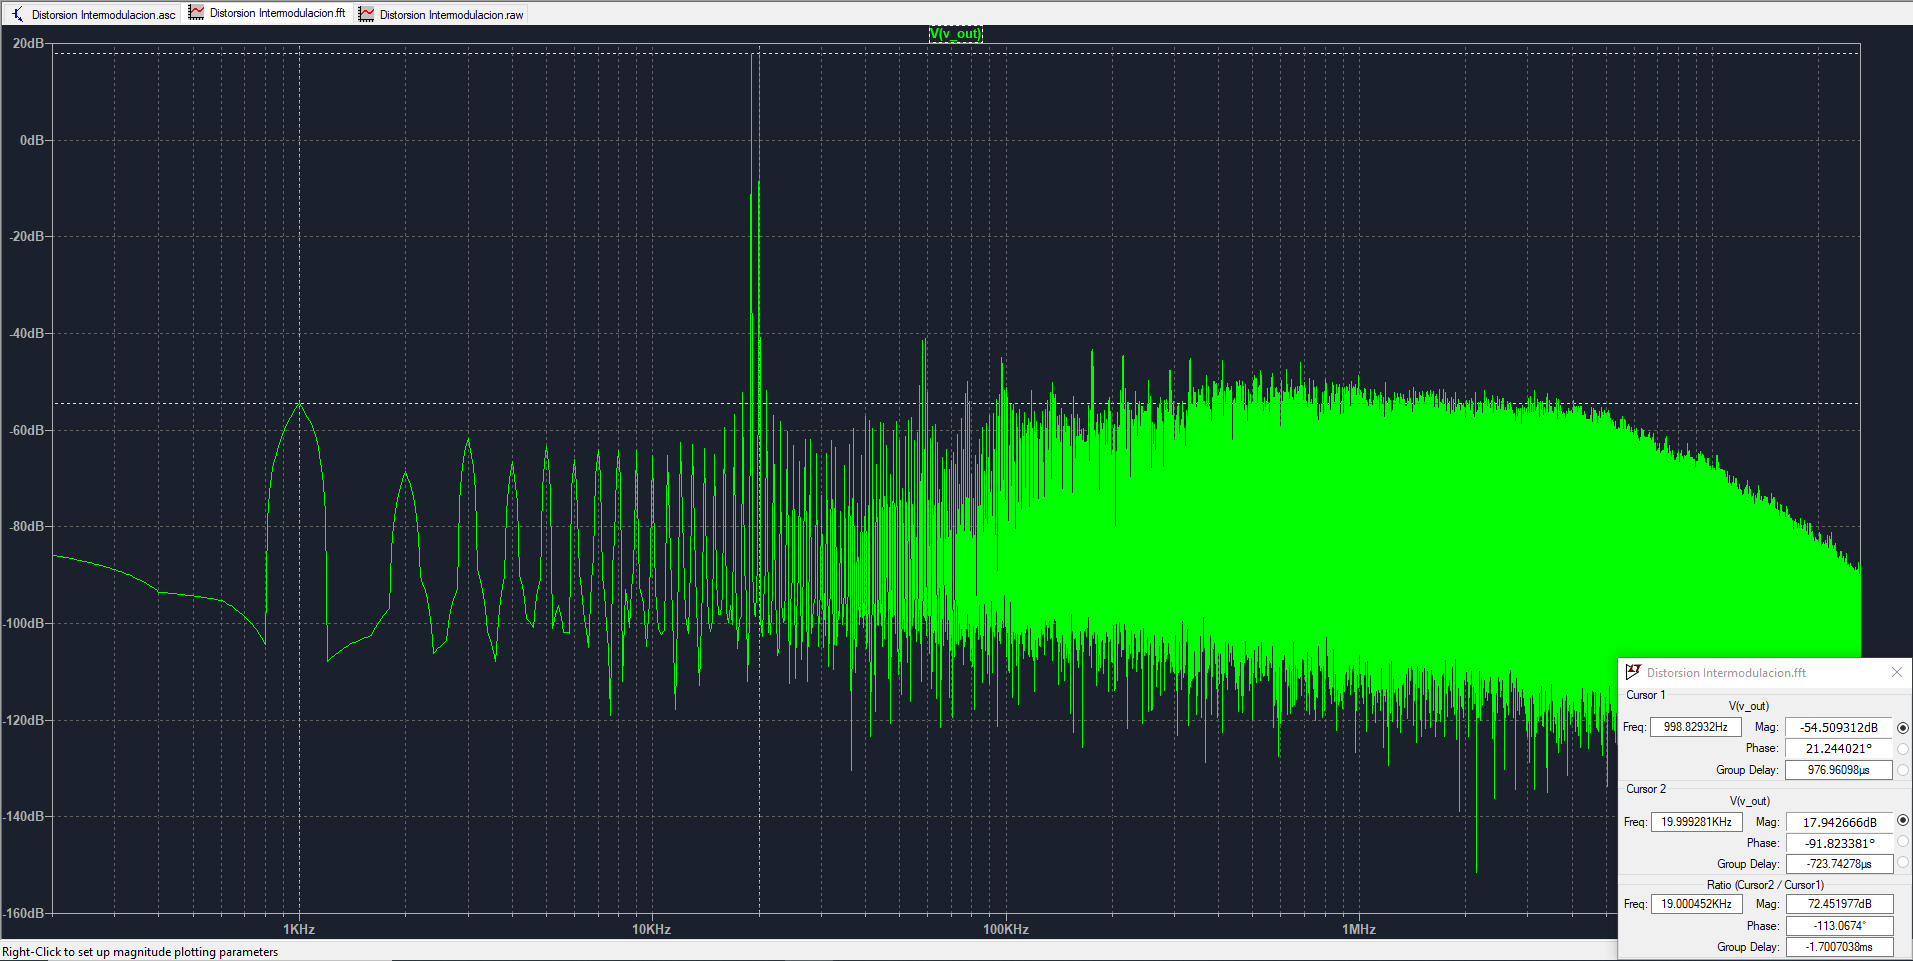 Distorsion Intermodulacion.asc Distorsion Intermodulacion.fft Distorsion Intermodulacion.raw
V(v_out)
20dB
0dB
-20dB
-40dB
-60dB
-80dB
-100dB
-120dB
-140dB
-160dB
1KHz 10KHz 100KHz 1MHz
Distorsion Intermodulacion.fft
Cursor 1
V(v_out)
Freq: 998.82932Hz Mag: -54.509312dB
Phase: 21.244021°
Group Delay: 976.96098µs
Cursor 2
V(v_out)
Freq: 19.999281KHz Mag: 17.942666dB
Phase: -91.823381°
Group Delay: -723.74278µs
Ratio (Cursor2 / Cursor1)
Freq: 19.000452KHz Mag: 72.451977dB
Phase: -113.0674°
Group Delay: -1.7007038ms
Right-Click to set up magnitude plotting parameters